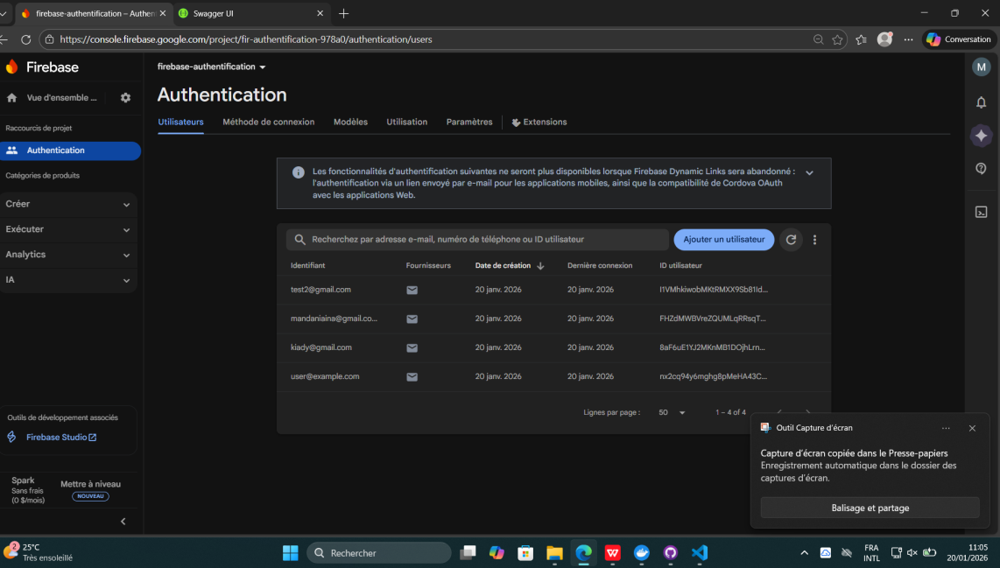 firebase-authentification – Authen
Swagger UI
https://console.firebase.google.com/project/fir-authentification-978a0/authentication/users
Conversation
Firebase
firebase-authentification
M
Vue d'ensemble ...
Authentication
Raccourcis de projet
Utilisateurs
Méthode de connexion
Modèles
Utilisation
Paramètres
Extensions
Authentication
Catégories de produits
Créer
Exécuter
Analytics
IA
Les fonctionnalités d'authentification suivantes ne seront plus disponibles lorsque Firebase Dynamic Links sera abandonné :
l'authentification via un lien envoyé par e-mail pour les applications mobiles, ainsi que la compatibilité de Cordova OAuth
avec les applications Web.
Recherchez par adresse e-mail, numéro de téléphone ou ID utilisateur
Ajouter un utilisateur
Identifiant
Fournisseurs
Date de création
Dernière connexion
ID utilisateur
test2@gmail.com
20 janv. 2026
20 janv. 2026
I1VMhkiwobMKtRMXX9Sb81Id...
mandaniaina@gmail.co...
20 janv. 2026
20 janv. 2026
FHZdMWBVreZQUMLqRRsqT...
kiady@gmail.com
20 janv. 2026
20 janv. 2026
8aF6uE1YJ2MKnMB1DOjhLrn...
user@example.com
20 janv. 2026
20 janv. 2026
nx2cq94y6mghg8pMeHA43C...
Lignes par page :
50
1 – 4 of 4
Outils de développement associés
Firebase Studio
Spark
Sans frais
(0 $/mois)
Mettre à niveau
NOUVEAU
Outil Capture d'écran
Capture d'écran copiée dans le Presse-papiers
Enregistrement automatique dans le dossier des
captures d'écran.
Balisage et partage
2
25°C
Très ensoleillé
Rechercher
FRA
INTL
11:05
20/01/2026